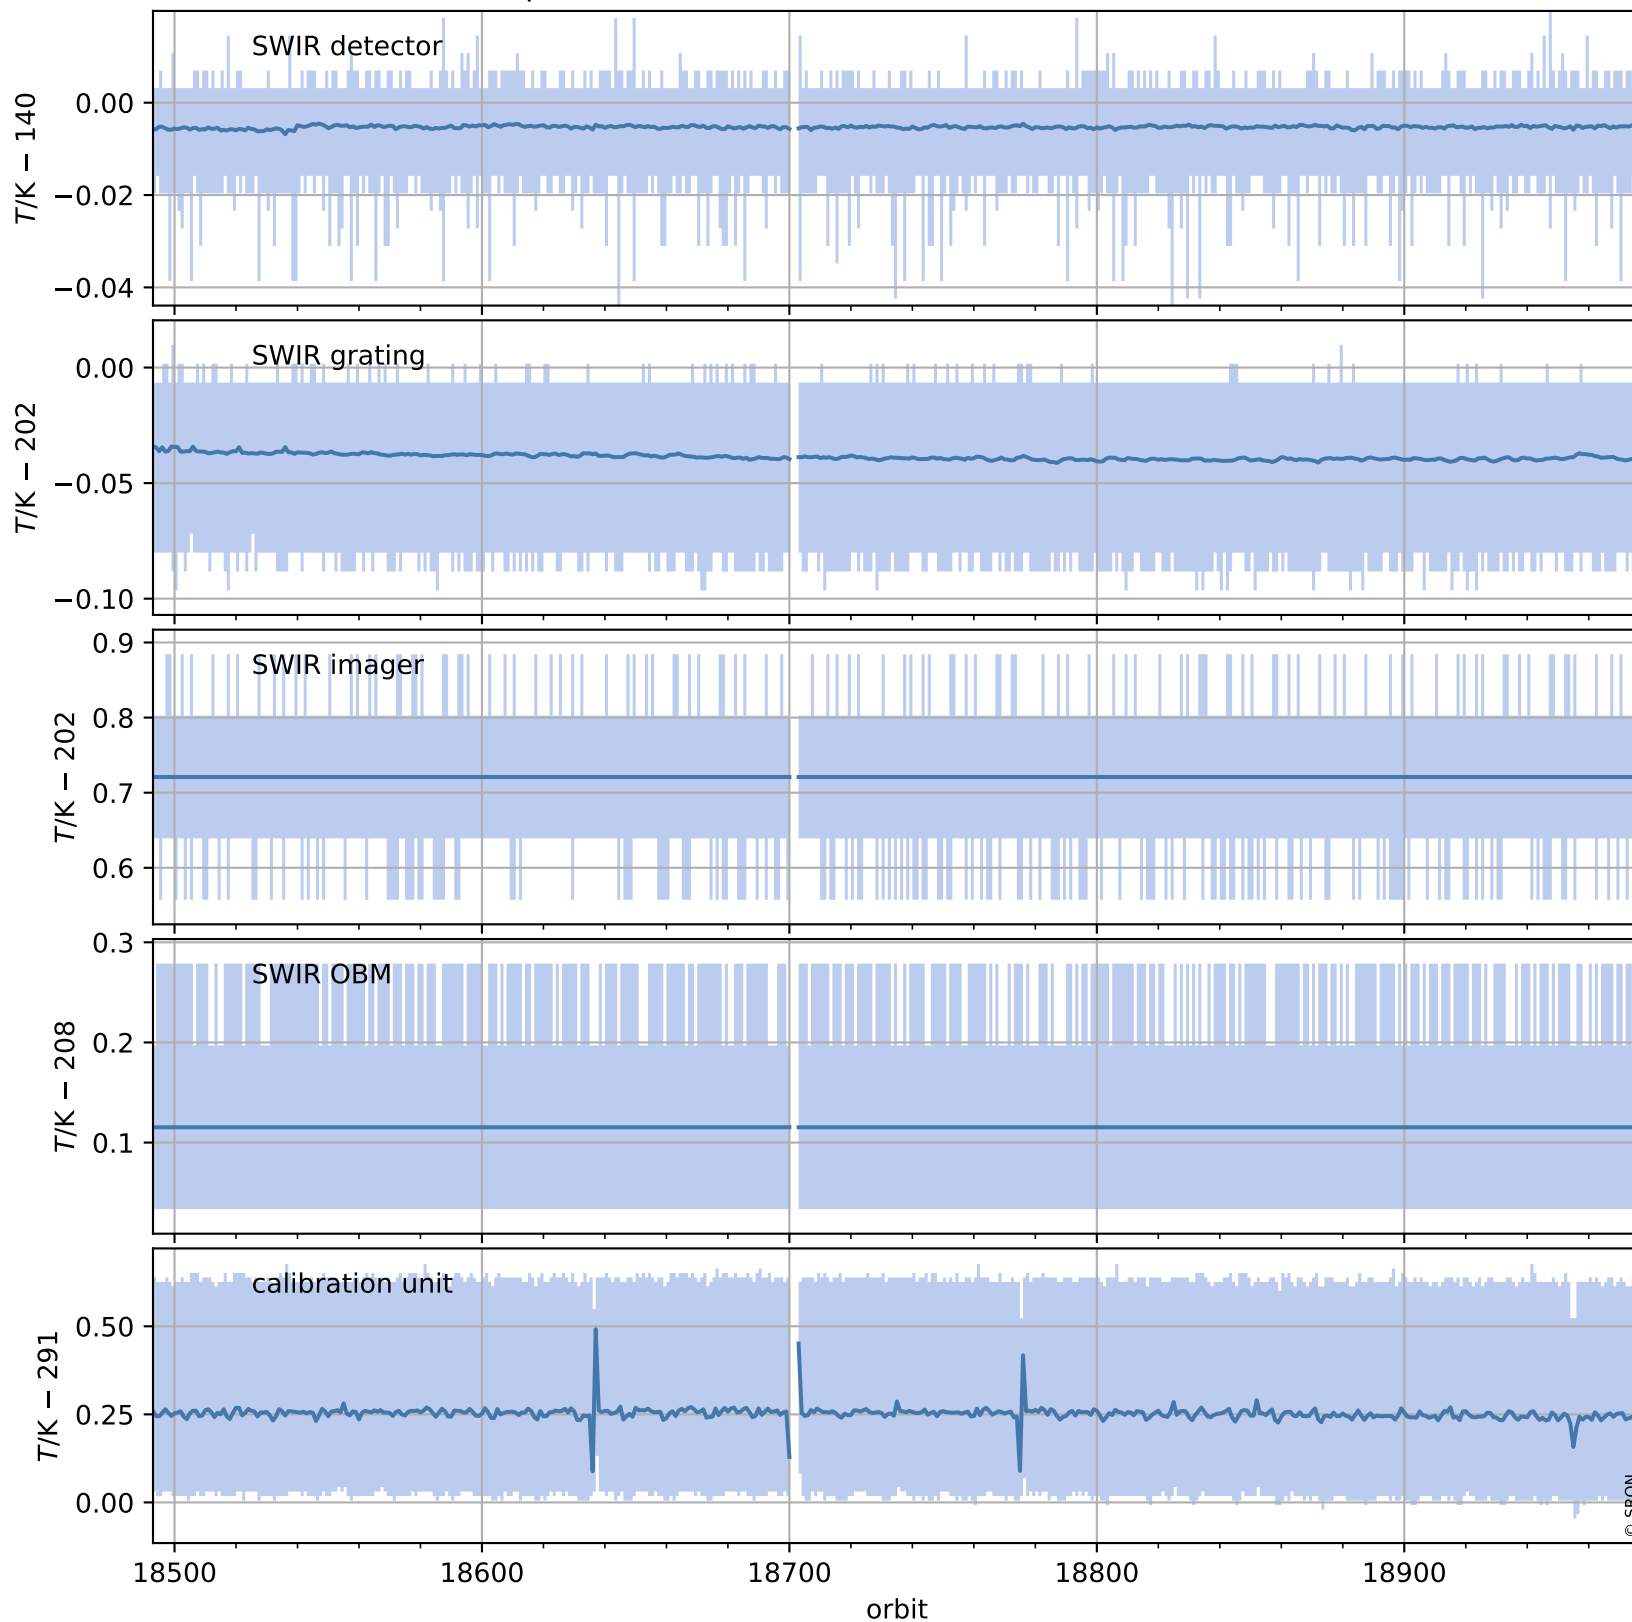 SWIR detector
T/K − 140
0.00
−0.02
−0.04
SWIR grating
T/K − 202
0.00
−0.05
−0.10
SWIR imager
T/K − 202
0.9
0.8
0.7
0.6
SWIR OBM
T/K − 208
0.3
0.2
0.1
calibration unit
T/K − 291
0.50
0.25
0.00
© SRON
18500 18600 18700 18800 18900
orbit